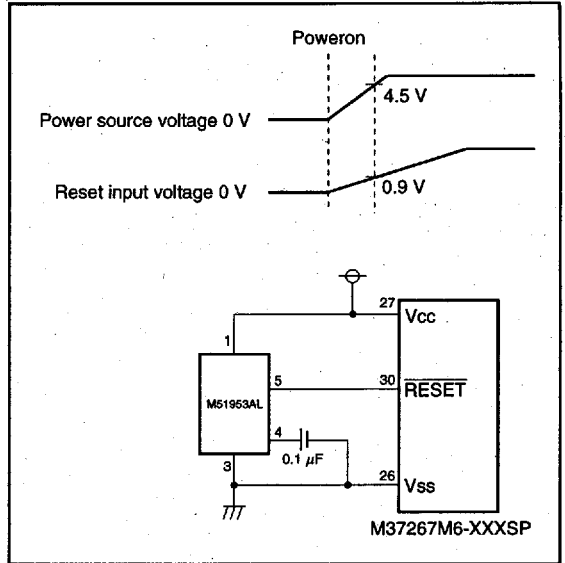 Poweron
4.5 V
Power source voltage 0 V
Reset input voltage 0 V
0.9 V
27
Vcc
1
5
30
RESET
M51953AL
4
0.1 μF
3
26
Vss
M37267M6-XXXSP